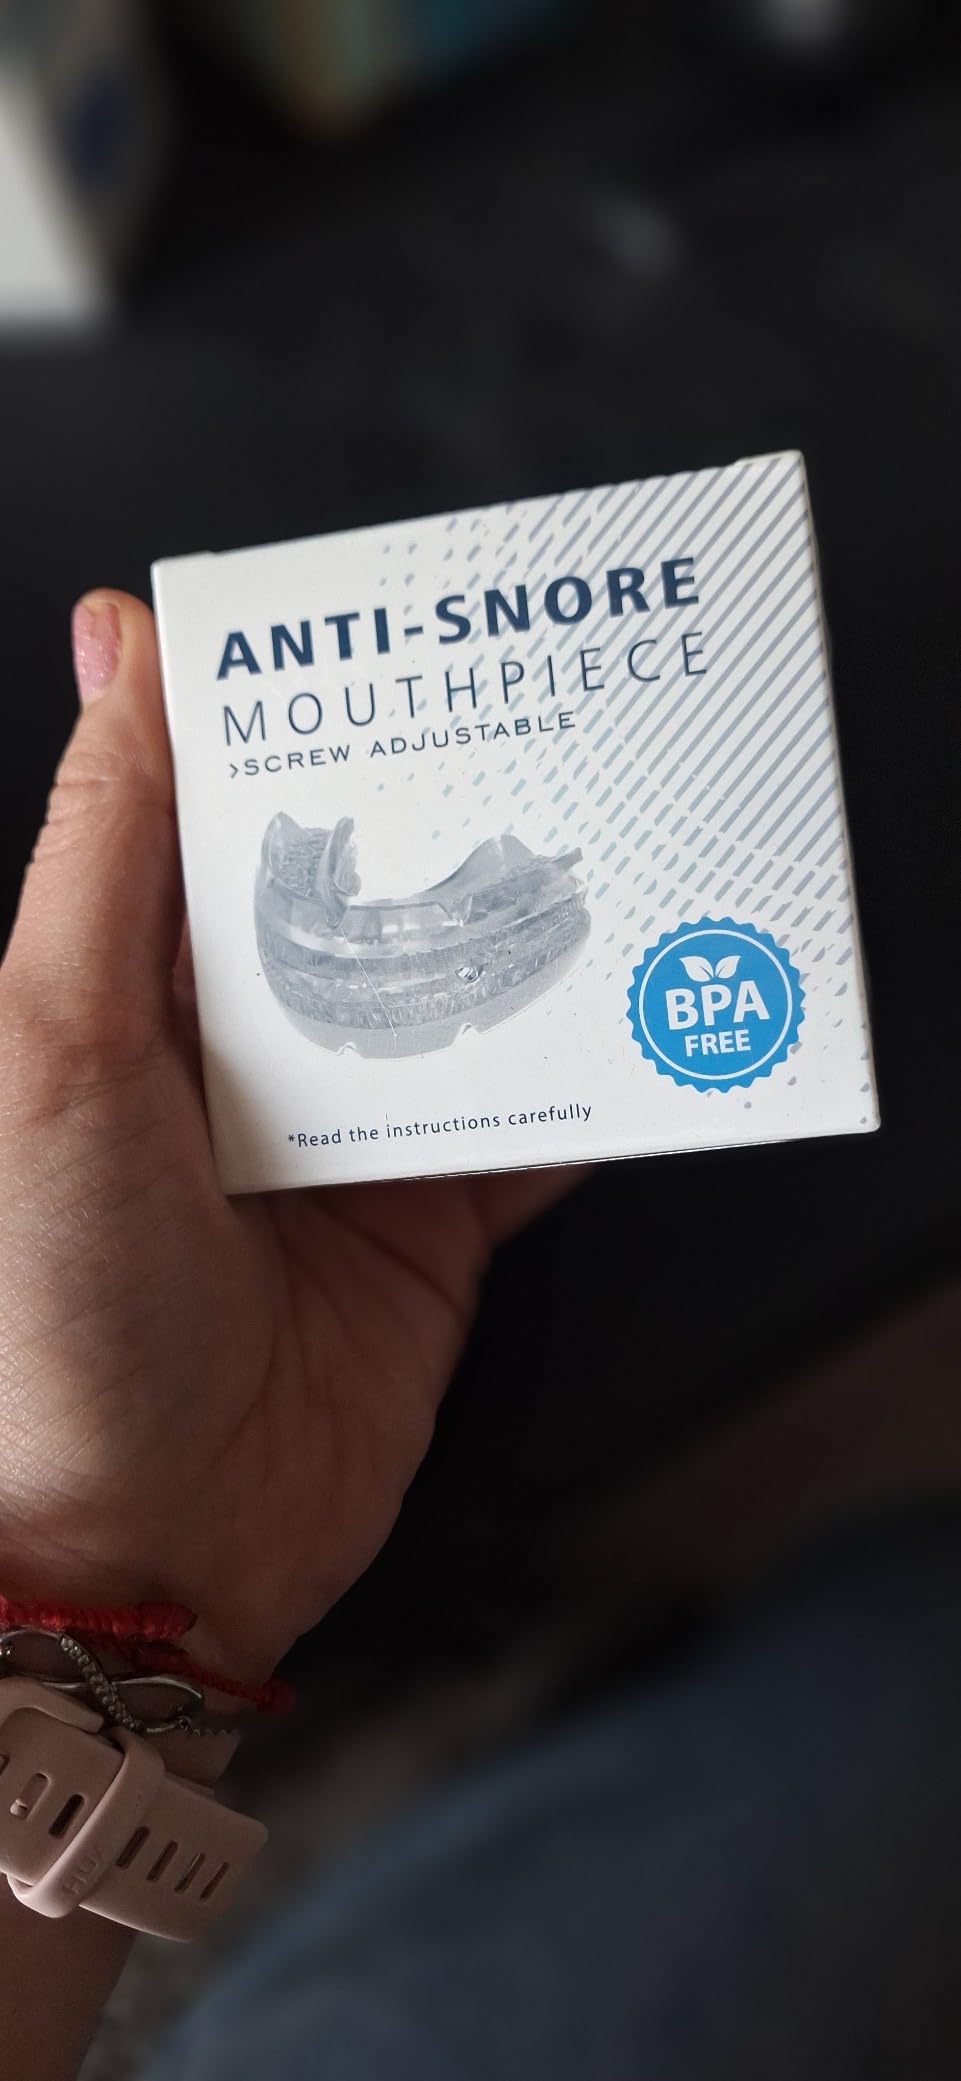 ANTI-SNORE
MOUTHPIECE
>SCREW ADJUSTABLE
BPA
FREE
*Read the instructions carefully